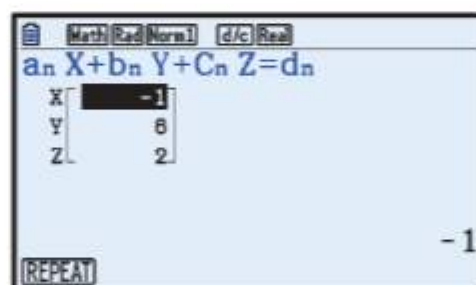 Math Rad Norm1 d/c Real
an X+bn Y+Cn Z=dn
X -1
Y 6
Z 2
-1
REPEAT